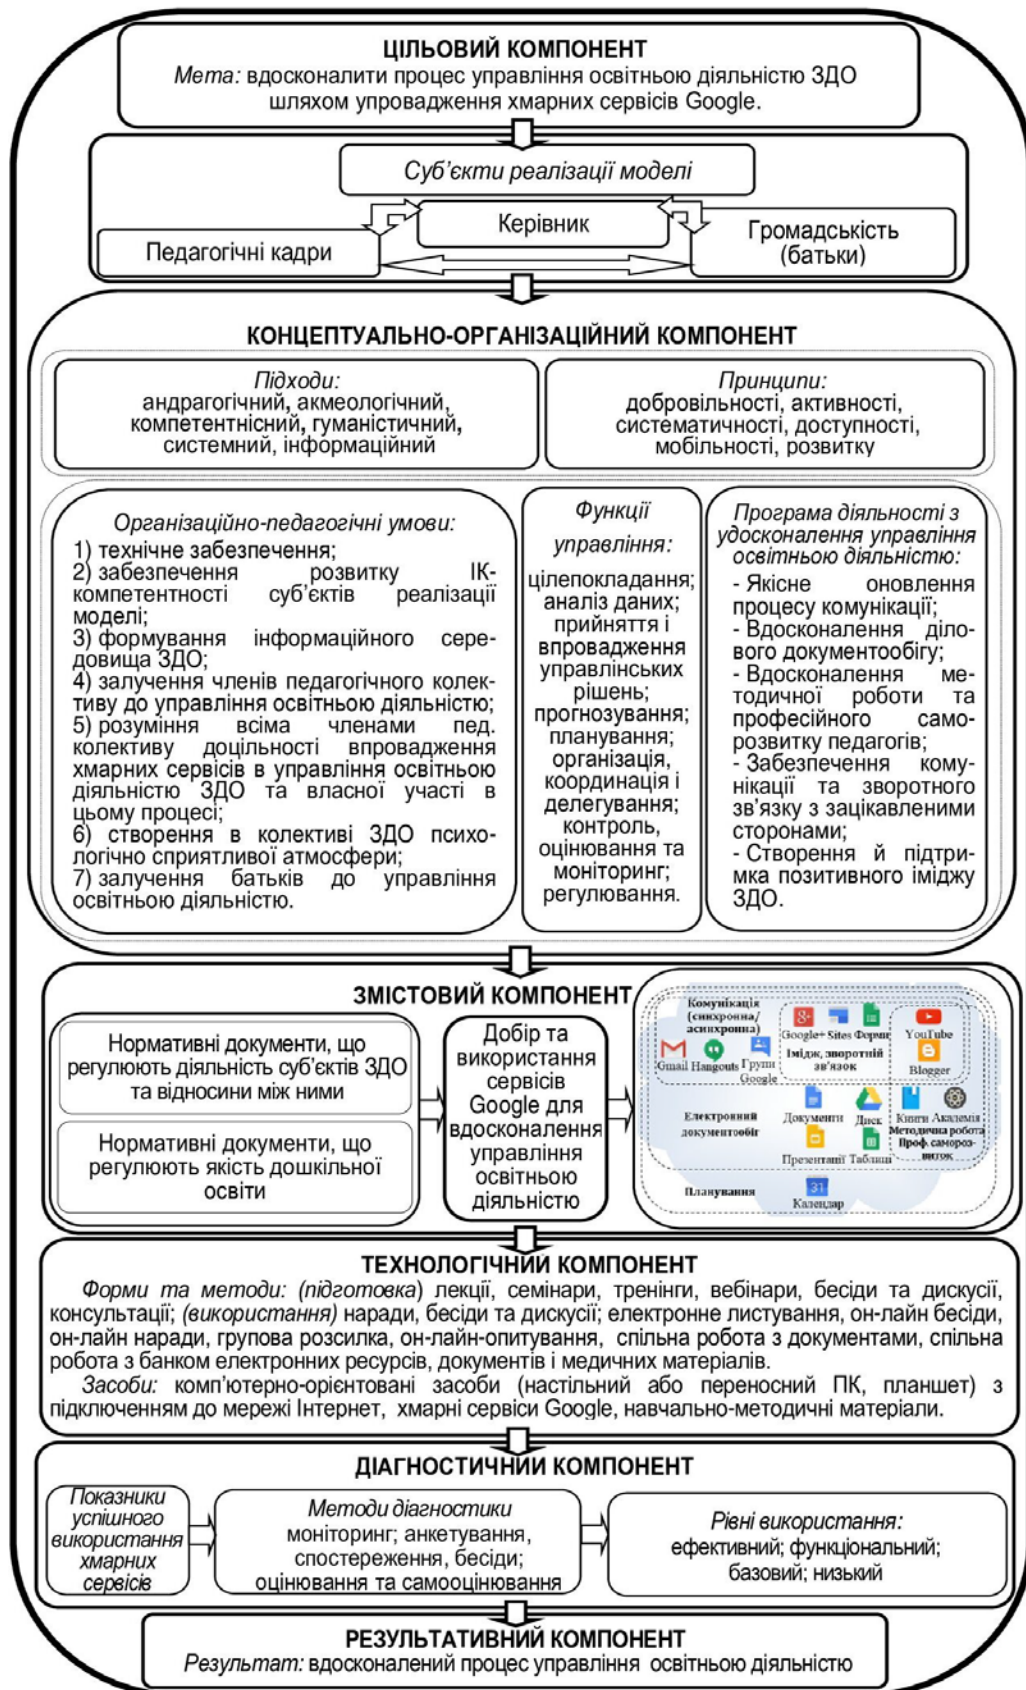 ЦІЛЬОВИЙ КОМПОНЕНТ
Мета: вдосконалити процес управління освітньою діяльністю ЗДО
шляхом упровадження хмарних сервісів Google.
Суб’єкти реалізації моделі
Керівник
Педагогічні кадри
Громадськість
(батьки)
КОНЦЕПТУАЛЬНО-ОРГАНІЗАЦІЙНИЙ КОМПОНЕНТ
Підходи:
андрагогічний, акмеологічний,
компетентнісний, гуманістичний,
системний, інформаційний
Принципи:
добровільності, активності,
систематичності, доступності,
мобільності, розвитку
Організаційно-педагогічні умови:
1) технічне забезпечення;
2) забезпечення розвитку ІК-
компетентності суб’єктів реалізації
моделі;
3) формування інформаційного сере-
довища ЗДО;
4) залучення членів педагогічного колек-
тиву до управління освітньою діяльністю;
5) розуміння всіма членами пед.
колективу доцільності впровадження
хмарних сервісів в управління освітньою
діяльністю ЗДО та власної участі в
цьому процесі;
6) створення в колективі ЗДО психо-
логічно сприятливої атмосфери;
7) залучення батьків до управління
освітньою діяльністю.
Функції
управління:
цілепокладання;
аналіз даних;
прийняття і
впровадження
управлінських
рішень;
прогнозування;
планування;
організація,
координація і
делегування;
контроль,
оцінювання та
моніторинг;
регулювання.
Програма діяльності з
удосконалення управління
освітньою діяльністю:
- Якісне оновлення
процесу комунікації;
- Вдосконалення діло-
вого документообігу;
- Вдосконалення ме-
тодичної роботи та
професійного само-
розвитку педагогів;
- Забезпечення кому-
нікації та зворотного
зв’язку з зацікавленими
сторонами;
- Створення й підтри-
мка позитивного іміджу
ЗДО.
ЗМІСТОВИЙ КОМПОНЕНТ
Нормативні документи, що
регулюють діяльність суб’єктів ЗДО
та відносини між ними
Нормативні документи, що
регулюють якість дошкільної
освіти
Добір та
використання
сервісів
Google для
вдосконалення
управління
освітньою
діяльністю
Комунікація
(синхронна/
асинхронна)
Google+ Sites Форми
YouTube
Імідж, зворотній
зв’язок
Gmail Hangouts Групи
Google
Blogger
Електронний
документообіг
Документи Диск
Книги Академія
Методична робота
Проф. саморо­з-
виток
Презентації Таблиці
Планування
31
Календар
ТЕХНОЛОГІЧНИЙ КОМПОНЕНТ
Форми та методи: (підготовка) лекції, семінари, тренінги, вебінари, бесіди та дискусії,
консультації; (використання) наради, бесіди та дискусії; електронне листування, он-лайн бесіди,
он-лайн наради, групова розсилка, он-лайн-опитування, спільна робота з документами, спільна
робота з банком електронних ресурсів, документів і медичних матеріалів.
Засоби: комп’ютерно-орієнтовані засоби (настільний або переносний ПК, планшет) з
підключенням до мережі Інтернет, хмарні сервіси Google, навчально-методичні матеріали.
ДІАГНОСТИЧНИЙ КОМПОНЕНТ
Показники
успішного
використання
хмарних
сервісів
Методи діагностики
моніторинг; анкетування,
спостереження, бесіди;
оцінювання та самооцінювання
Рівні використання:
ефективний; функціональний;
базовий; низький
РЕЗУЛЬТАТИВНИЙ КОМПОНЕНТ
Результат: вдосконалений процес управління освітньою діяльністю